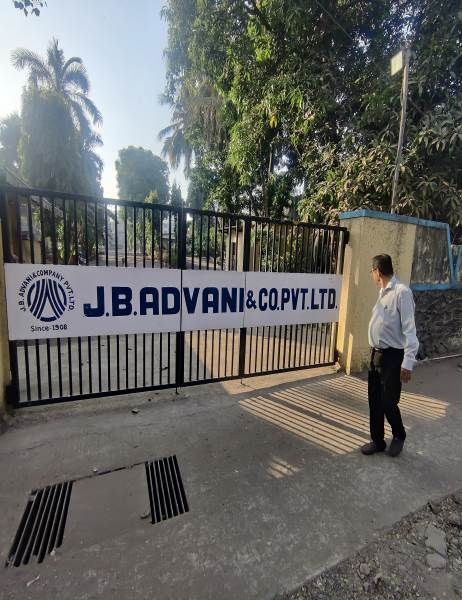 J.B. ADVANI & COMPANY PVT. LTD.
Since-1908
J.B.ADVANI & CO.PVT.LTD.